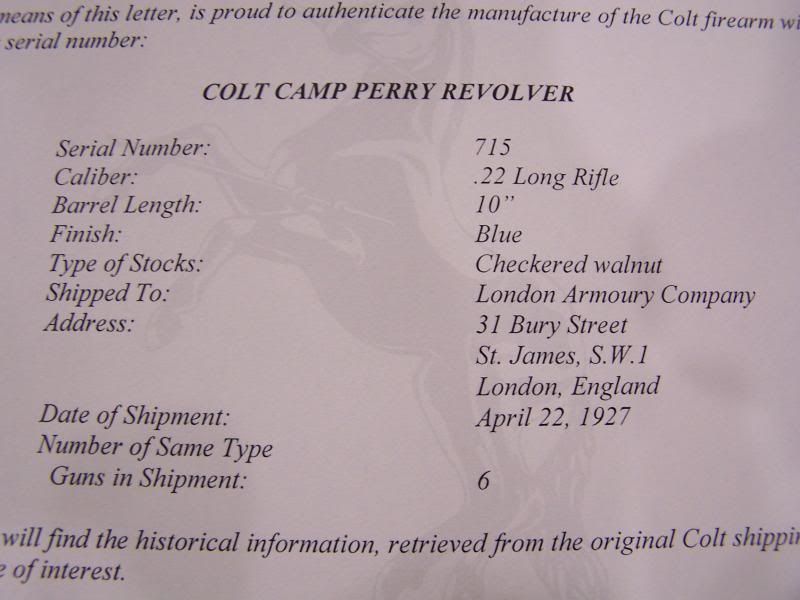 means of this letter, is proud to authenticate the manufacture of the Colt firearm
serial number:
COLT CAMP PERRY REVOLVER
Serial Number: 715
Caliber: .22 Long Rifle
Barrel Length: 10”
Finish: Blue
Type of Stocks: Checkered walnut
Shipped To: London Armoury Company
Address: 31 Bury Street
St. James, S.W.1
London, England
Date of Shipment: April 22, 1927
Number of Same Type
Guns in Shipment: 6
will find the historical information, retrieved from the original Colt
of interest.